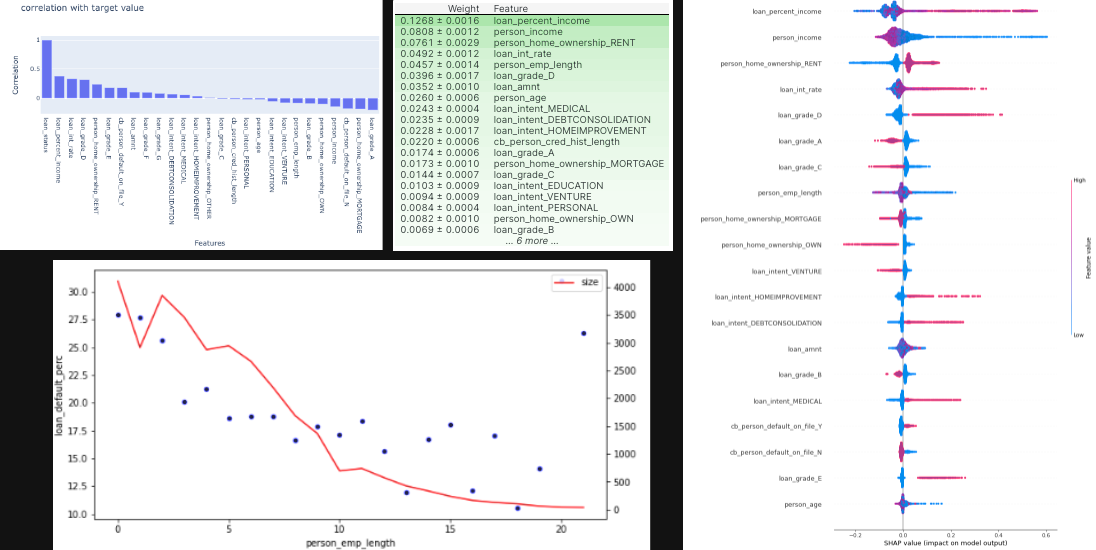 correlation with target value
1
0.5
0
Correlation
loan_status
loan_percent_income
loan_int_rate
loan_grade_D
person_home_ownership_RENT
loan_grade_E
cb_person_default_on_file_Y
loan_amnt
loan_grade_F
loan_grade_G
loan_intent_DEBTCONSOLIDATION
loan_intent_MEDICAL
loan_intent_HOMEIMPROVEMENT
person_home_ownership_OTHER
loan_grade_C
cb_person_cred_hist_length
loan_intent_PERSONAL
person_age
loan_intent_EDUCATION
loan_intent_VENTURE
person_emp_length
loan_grade_B
person_home_ownership_OWN
person_income
cb_person_default_on_file_N
person_home_ownership_MORTGAGE
loan_grade_A
Features
Weight Feature
0.1268 ± 0.0016 loan_percent_income
0.0808 ± 0.0012 person_income
0.0761 ± 0.0029 person_home_ownership_RENT
0.0492 ± 0.0012 loan_int_rate
0.0457 ± 0.0014 person_emp_length
0.0396 ± 0.0017 loan_grade_D
0.0352 ± 0.0010 loan_amnt
0.0260 ± 0.0006 person_age
0.0243 ± 0.0004 loan_intent_MEDICAL
0.0235 ± 0.0009 loan_intent_DEBTCONSOLIDATION
0.0228 ± 0.0017 loan_intent_HOMEIMPROVEMENT
0.0220 ± 0.0006 cb_person_cred_hist_length
0.0174 ± 0.0006 loan_grade_A
0.0173 ± 0.0010 person_home_ownership_MORTGAGE
0.0144 ± 0.0007 loan_grade_C
0.0103 ± 0.0009 loan_intent_EDUCATION
0.0094 ± 0.0009 loan_intent_VENTURE
0.0084 ± 0.0004 loan_intent_PERSONAL
0.0082 ± 0.0010 person_home_ownership_OWN
0.0069 ± 0.0006 loan_grade_B
... 6 more ...
loan_percent_income
person_income
person_home_ownership_RENT
loan_int_rate
loan_grade_D
loan_grade_A
loan_grade_C
person_emp_length
person_home_ownership_MORTGAGE
person_home_ownership_OWN
loan_intent_VENTURE
loan_intent_HOMEIMPROVEMENT
loan_intent_DEBTCONSOLIDATION
loan_amnt
loan_grade_B
loan_intent_MEDICAL
cb_person_default_on_file_Y
cb_person_default_on_file_N
loan_grade_E
person_age
−0.2 0.0 0.2 0.4 0.6
SHAP value (impact on model output)
High
Feature value
Low
size
30.0
27.5
25.0
22.5
20.0
17.5
15.0
12.5
10.0
loan_default_perc
4000
3500
3000
2500
2000
1500
1000
500
0
0 5 10 15 20
person_emp_length